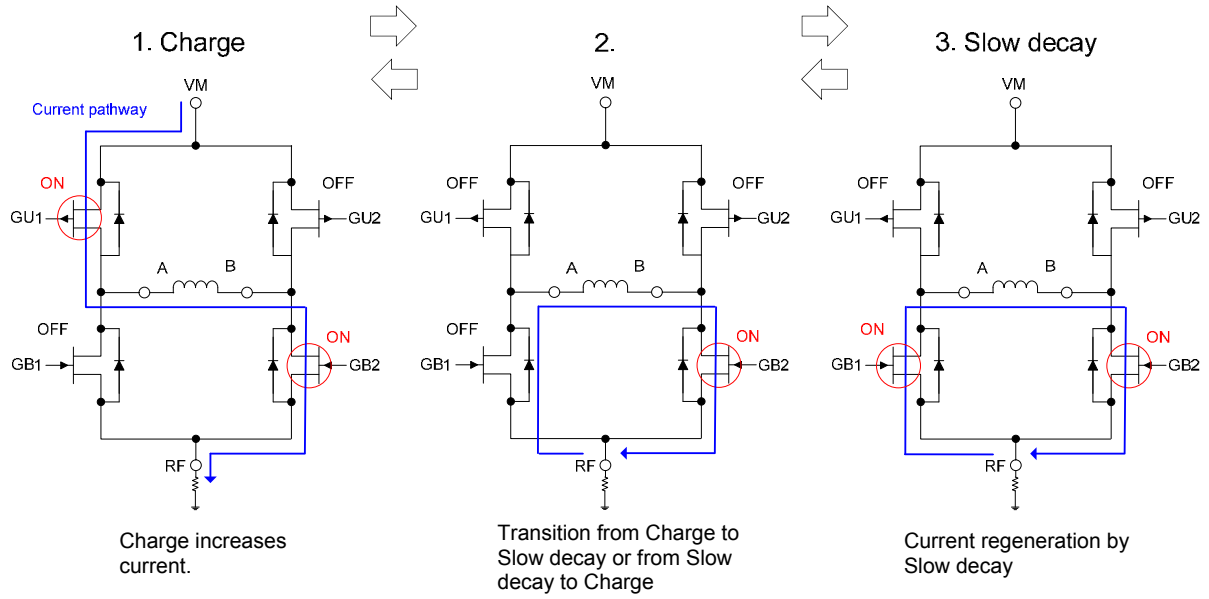 1. Charge
2.
3. Slow decay
VM
Current pathway
ON
OFF
GU1
GU2
A
B
OFF
ON
GB1
GB2
RF
Charge increases
current.
VM
OFF
OFF
GU1
GU2
A
B
OFF
ON
GB1
GB2
RF
Transition from Charge to
Slow decay or from Slow
decay to Charge
VM
OFF
OFF
GU1
GU2
A
B
ON
ON
GB1
GB2
RF
Current regeneration by
Slow decay